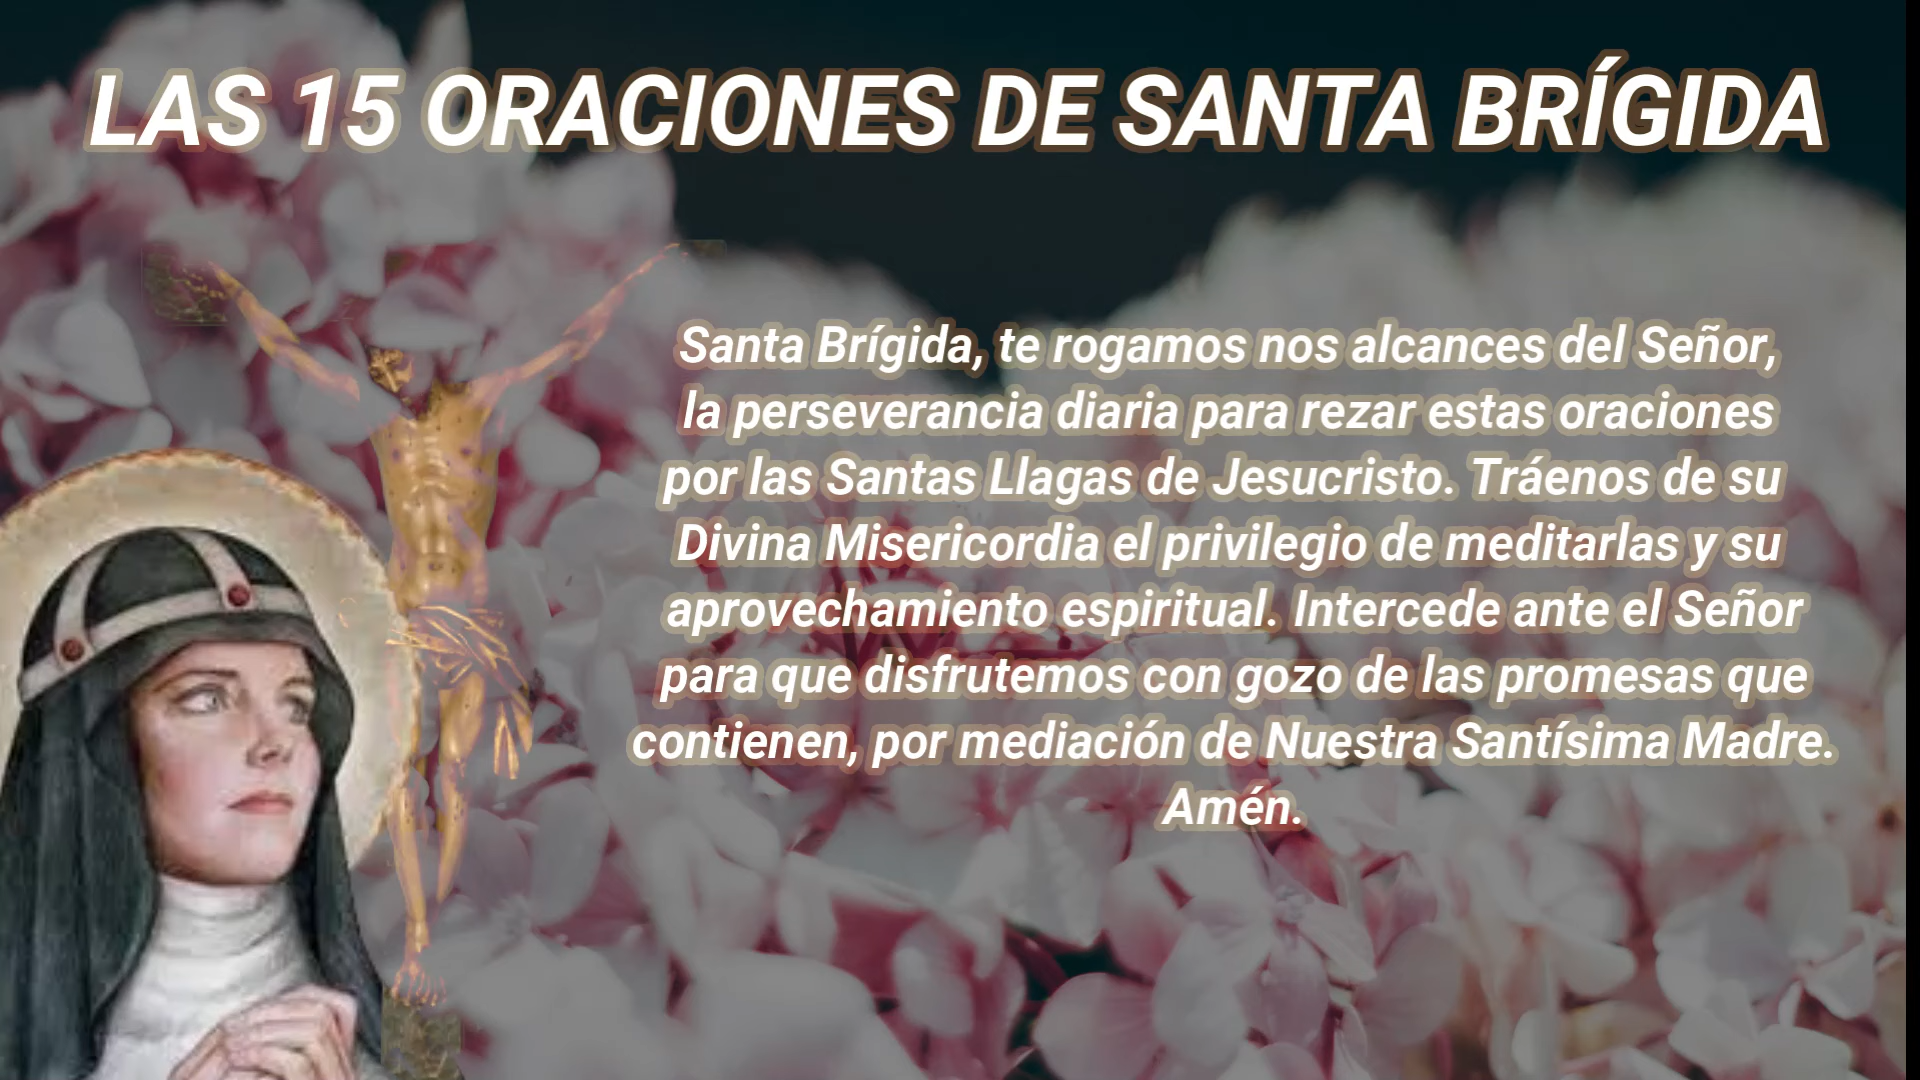 LAS 15 ORACIONES DE SANTA BRÍGIDA
Santa Brígida, te rogamos nos alcances del Señor,
la perseverancia diaria para rezar estas oraciones
por las Santas Llagas de Jesucristo. Tráenos de su
Divina Misericordia el privilegio de meditarlas y su
aprovechamiento espiritual. Intercede ante el Señor
para que disfrutemos con gozo de las promesas que
contienen, por mediación de Nuestra Santísima Madre.
Amén.